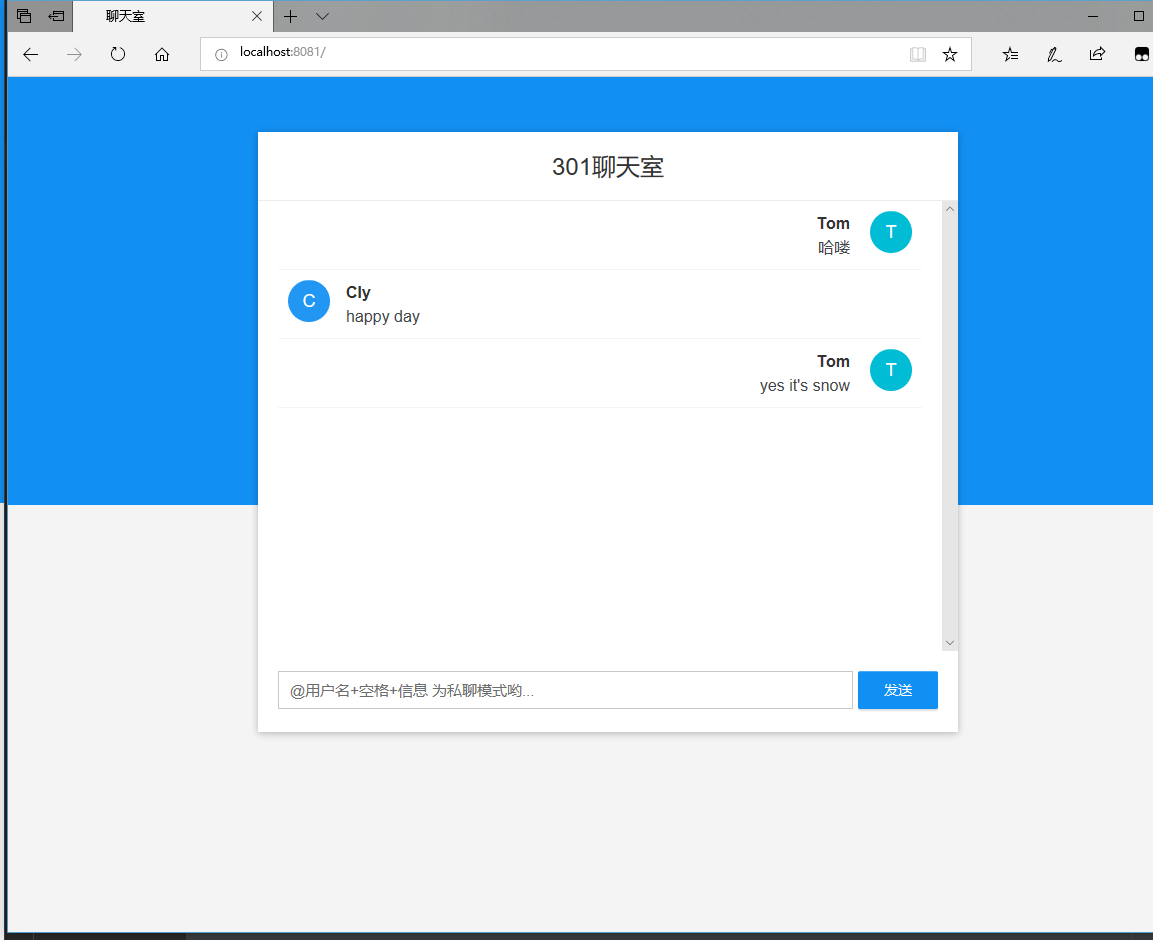 聊天室
localhost:8081/
301聊天室
Tom
T
哈喽
C
Cly
happy day
Tom
T
yes it's snow
@用户名+空格+信息 为私聊模式哟...
发送